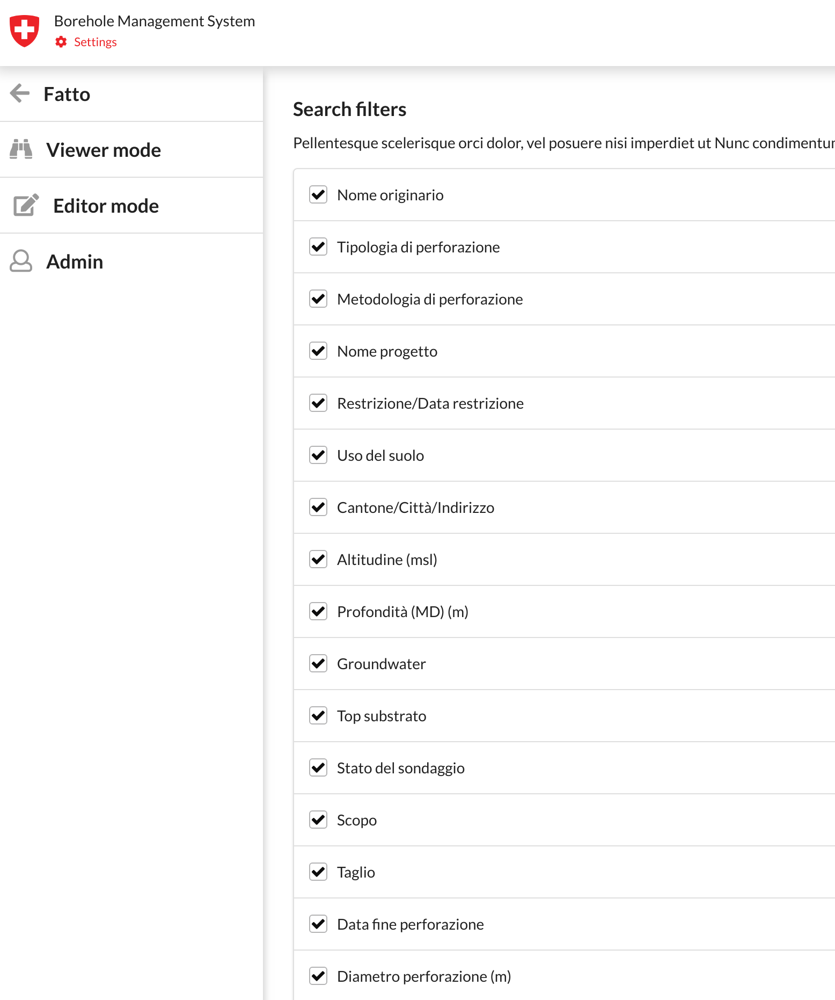 Borehole Management System
Settings
Fatto
Viewer mode
Editor mode
Admin
Search filters
Pellentesque scelerisque orci dolor, vel posuere nisi imperdiet ut Nunc
Nome originario
Tipologia di perforazione
Metodologia di perforazione
Nome progetto
Restrizione/Data restrizione
Uso del suolo
Cantone/Città/Indirizzo
Altitudine (msl)
Profondità (MD) (m)
Groundwater
Top substrato
Stato del sondaggio
Scopo
Taglio
Data fine perforazione
Diametro perforazione (m)